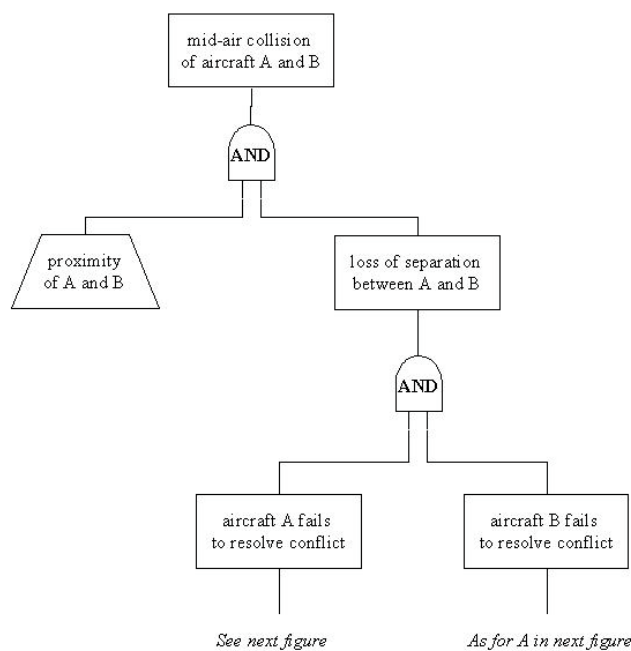 mid-air collision
of aircraft A and B
AND
proximity
of A and B
loss of separation
between A and B
AND
aircraft A fails
to resolve conflict
aircraft B fails
to resolve conflict
See next figure
As for A in next figure